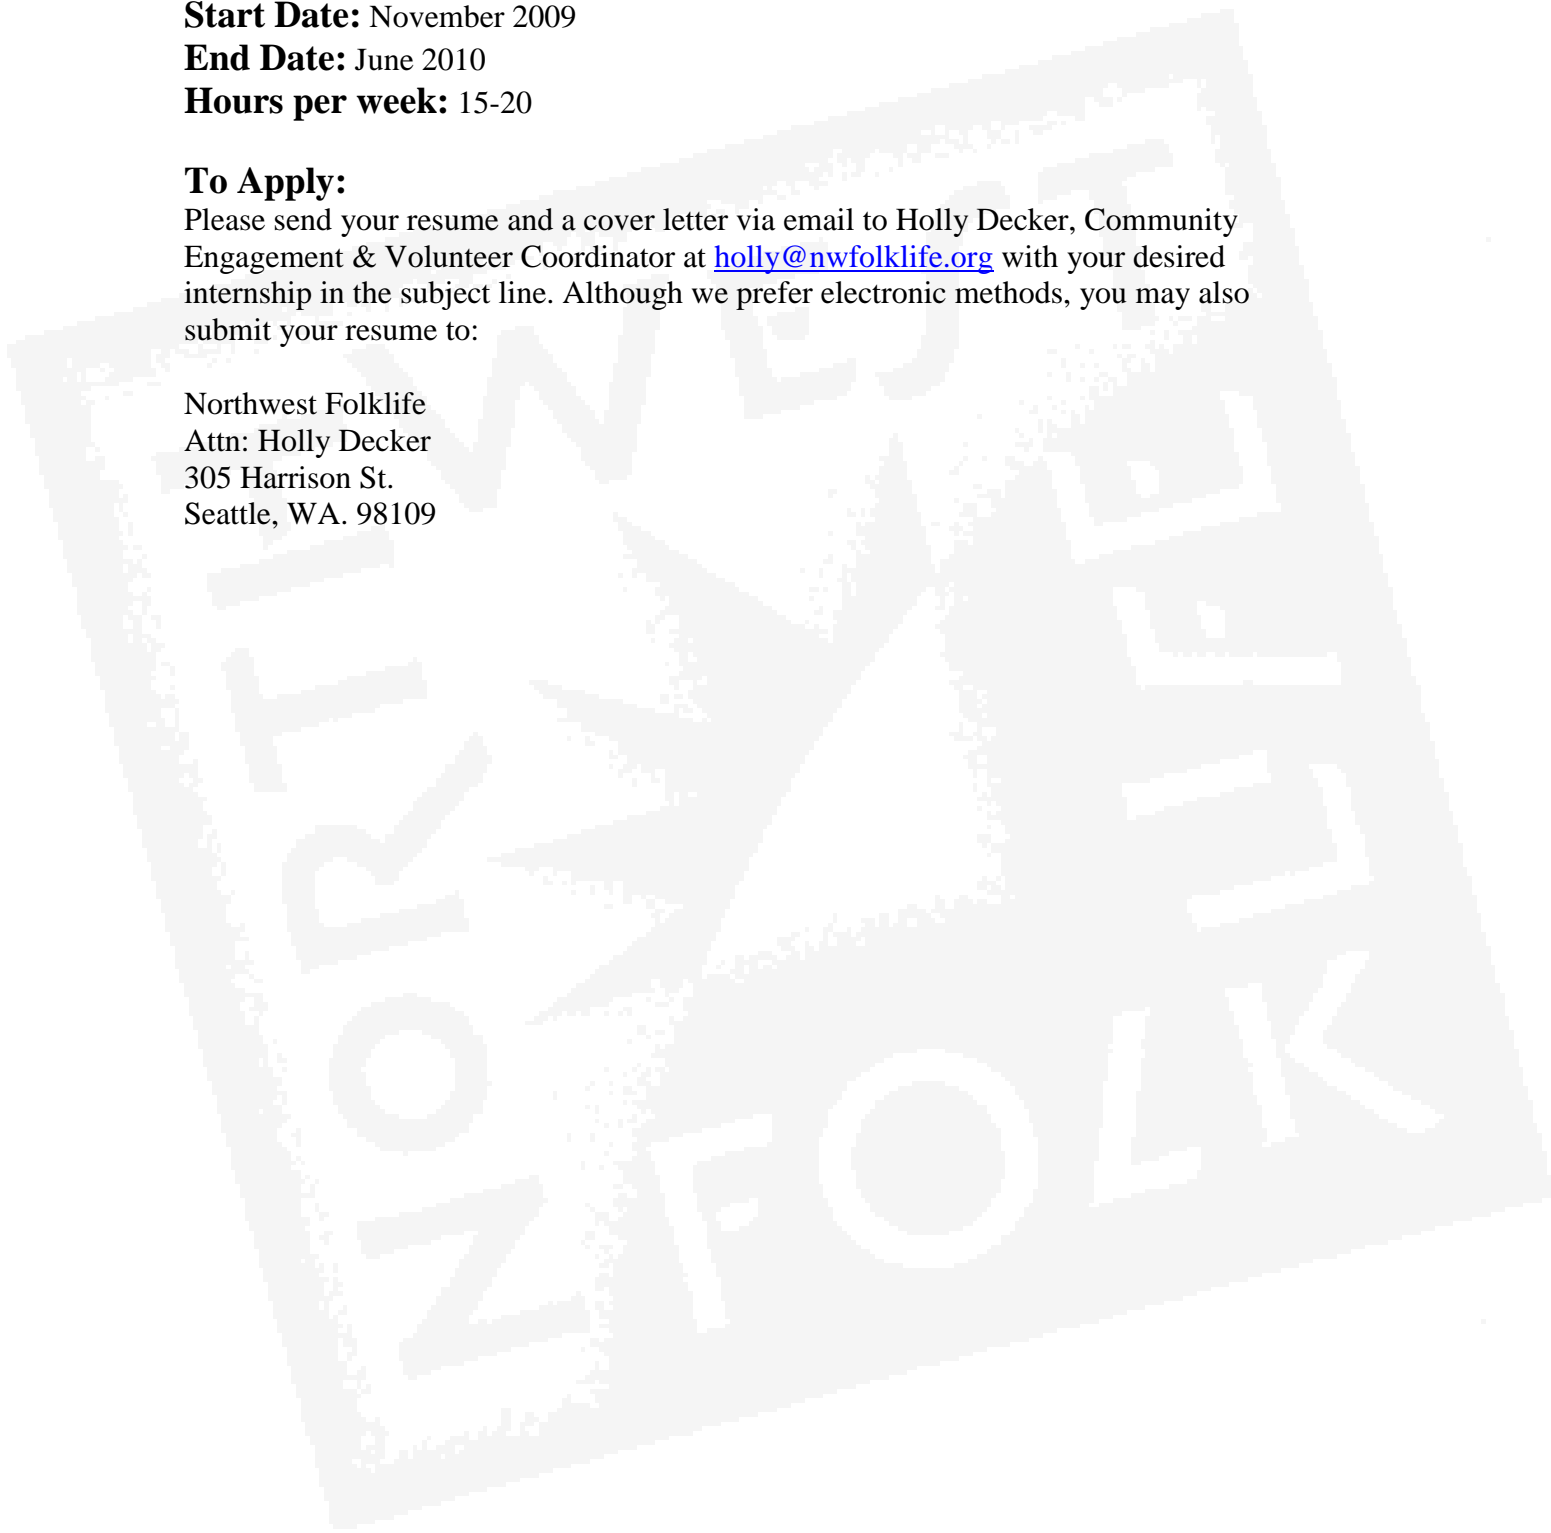 Start Date: November 2009
End Date: June 2010
Hours per week: 15-20
To Apply:
Please send your resume and a cover letter via email to Holly Decker, Community
Engagement & Volunteer Coordinator at holly@nwfolklife.org with your desired
internship in the subject line. Although we prefer electronic methods, you may also
submit your resume to:
Northwest Folklife
Attn: Holly Decker
305 Harrison St.
Seattle, WA. 98109
NORTHWEST
FOLKLIFE